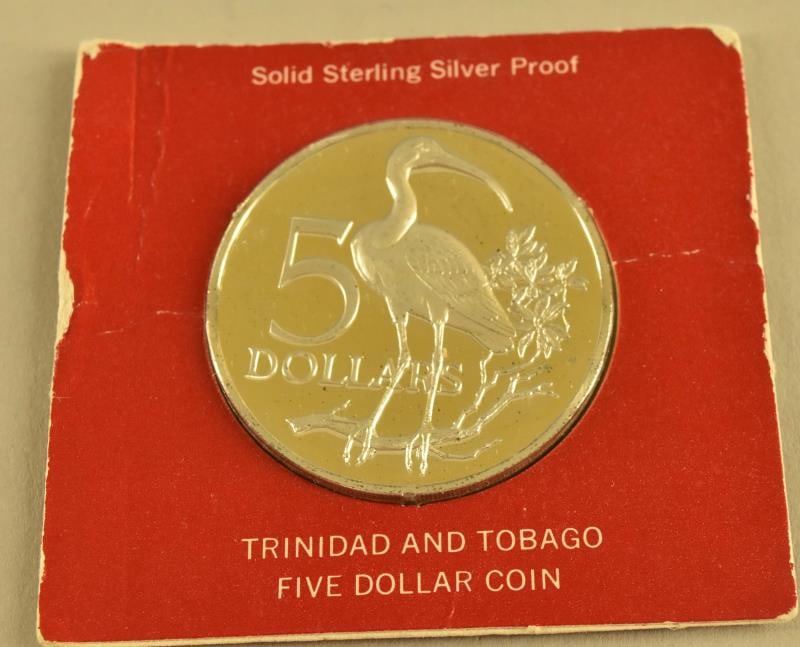 Solid Sterling Silver Proof
5
DOLLARS
TRINIDAD AND TOBAGO
FIVE DOLLAR COIN